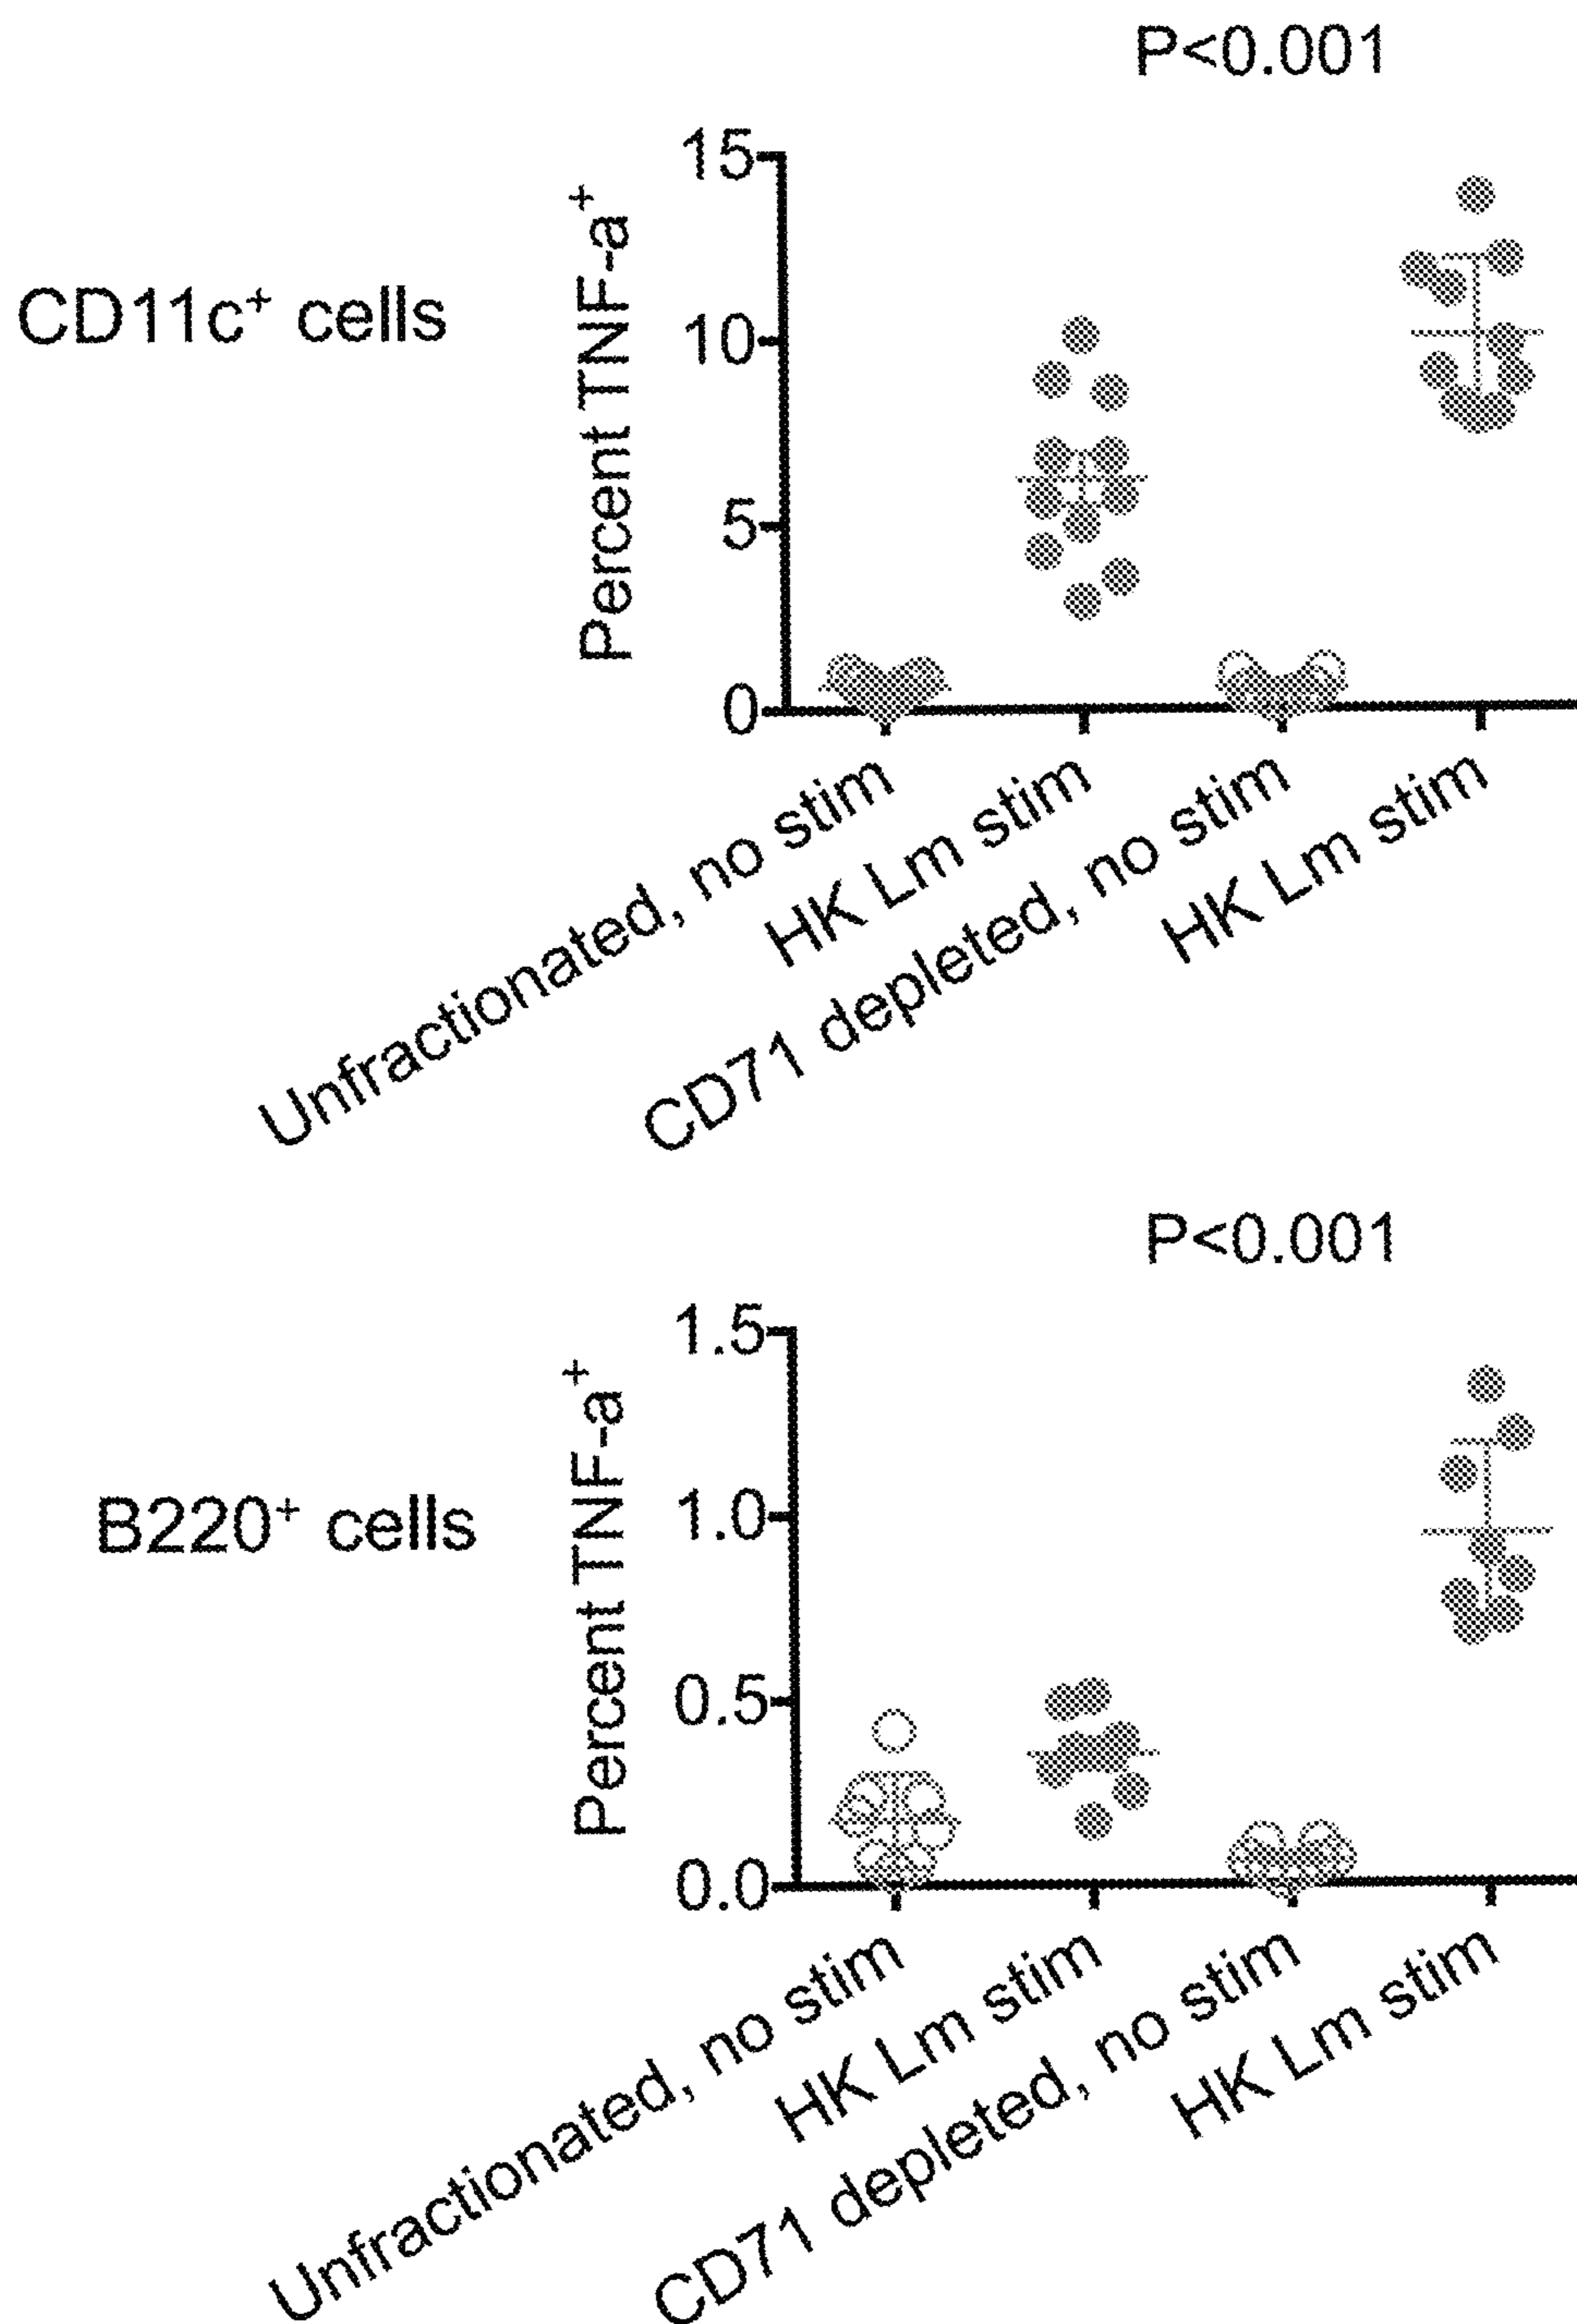 P<0.001
CD11c⁺ cells
Percent TNF-a⁺
15
10
5
0
Unfractionated, no stim
HK Lm stim
CD71 depleted, no stim
HK Lm stim
P<0.001
B220⁺ cells
Percent TNF-a⁺
1.5
1.0
0.5
0.0
Unfractionated, no stim
HK Lm stim
CD71 depleted, no stim
HK Lm stim